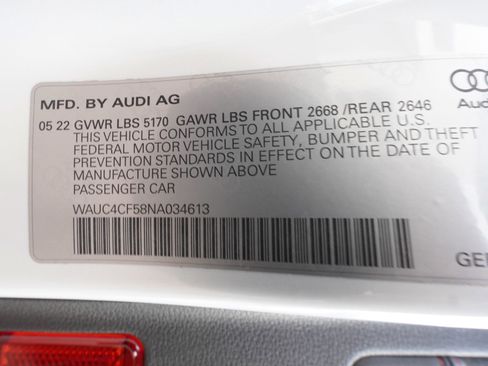 MFD. BY AUDI AG
05 22 GVWR LBS 5170 GAWR LBS FRONT 2668 /REAR 2646
THIS VEHICLE CONFORMS TO ALL APPLICABLE U.S.
FEDERAL MOTOR VEHICLE SAFETY, BUMPER AND THEFT
PREVENTION STANDARDS IN EFFECT ON THE DATE OF
MANUFACTURE SHOWN ABOVE
PASSENGER CAR
WAUC4CF58NA034613